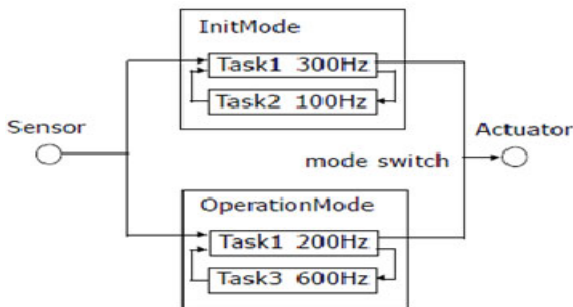 InitMode
Task1 300Hz
Task2 100Hz
Sensor
Actuator
mode switch
OperationMode
Task1 200Hz
Task3 600Hz